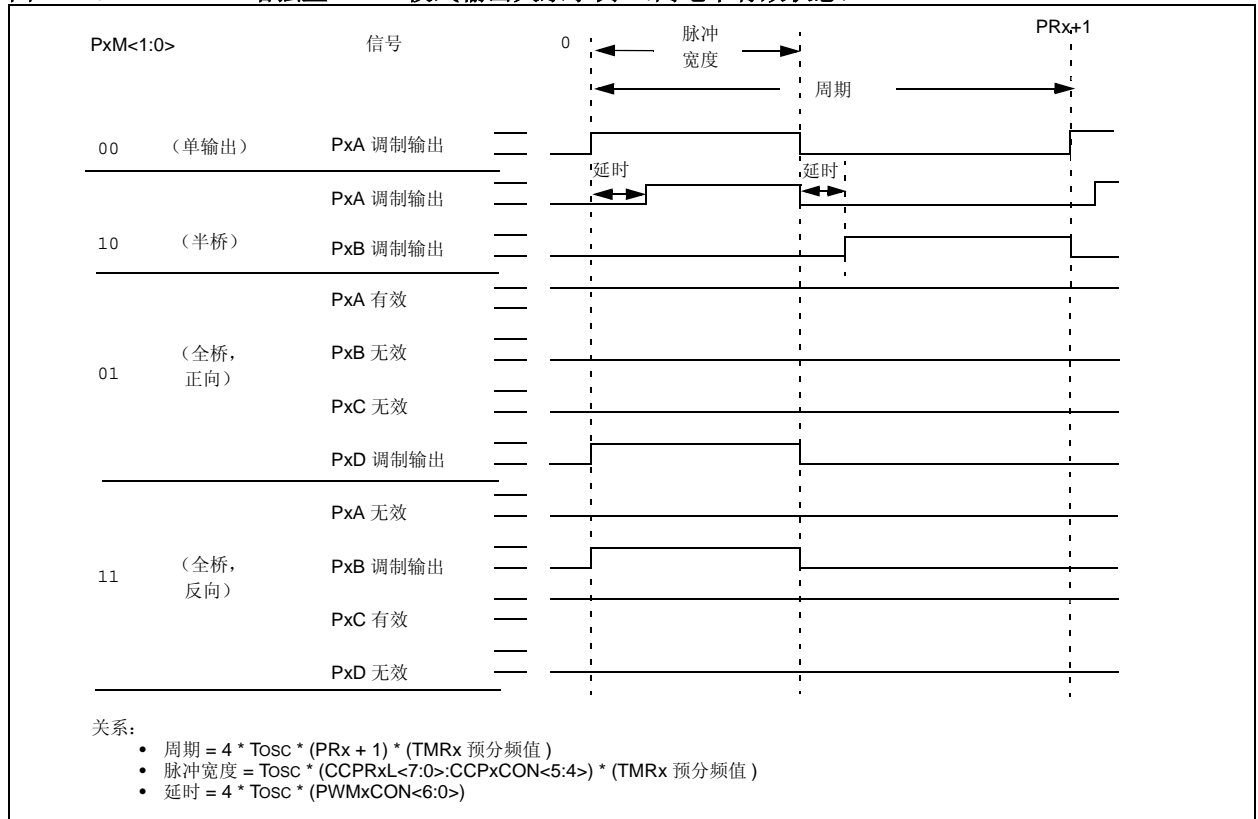 PxM<1:0> 信号 0 脉冲 宽度 PRx+1
周期
00 （单输出） PxA 调制输出
延时 延时
PxA 调制输出
10 （半桥） PxB 调制输出
PxA 有效
01 （全桥， 正向） PxB 无效
PxC 无效
PxD 调制输出
PxA 无效
11 （全桥， 反向） PxB 调制输出
PxC 有效
PxD 无效
关系：
• 周期 = 4 * TOSC * (PRx + 1) * (TMRx 预分频值 )
• 脉冲宽度 = TOSC * (CCPRxL<7:0>:CCPxCON<5:4>) * (TMRx 预分频值 )
• 延时 = 4 * TOSC * (PWMxCON<6:0>)